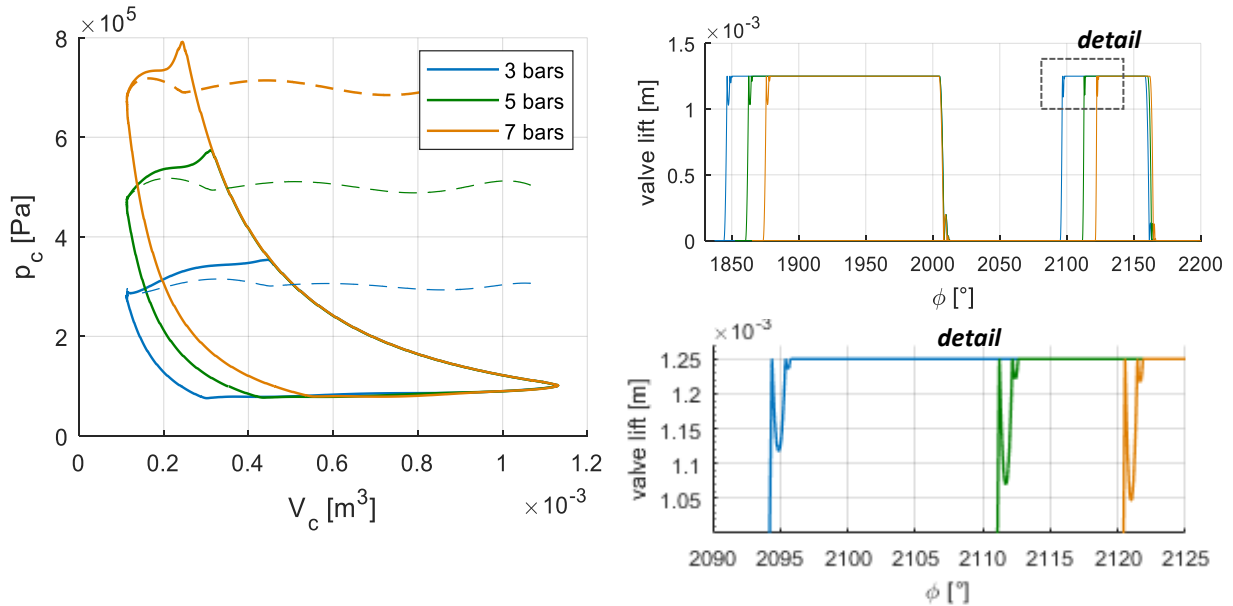 ×10⁵
8
6
4
2
0
p_c [Pa]
3 bars
5 bars
7 bars
0 0.2 0.4 0.6 0.8 1 1.2
V_c [m³]
×10⁻³
×10⁻³
detail
1.5
1
0.5
0
valve lift [m]
1850 1900 1950 2000 2050 2100 2150 2200
ϕ [°]
×10⁻³
detail
1.25
1.2
1.15
1.1
1.05
valve lift [m]
2090 2095 2100 2105 2110 2115 2120 2125
ϕ [°]